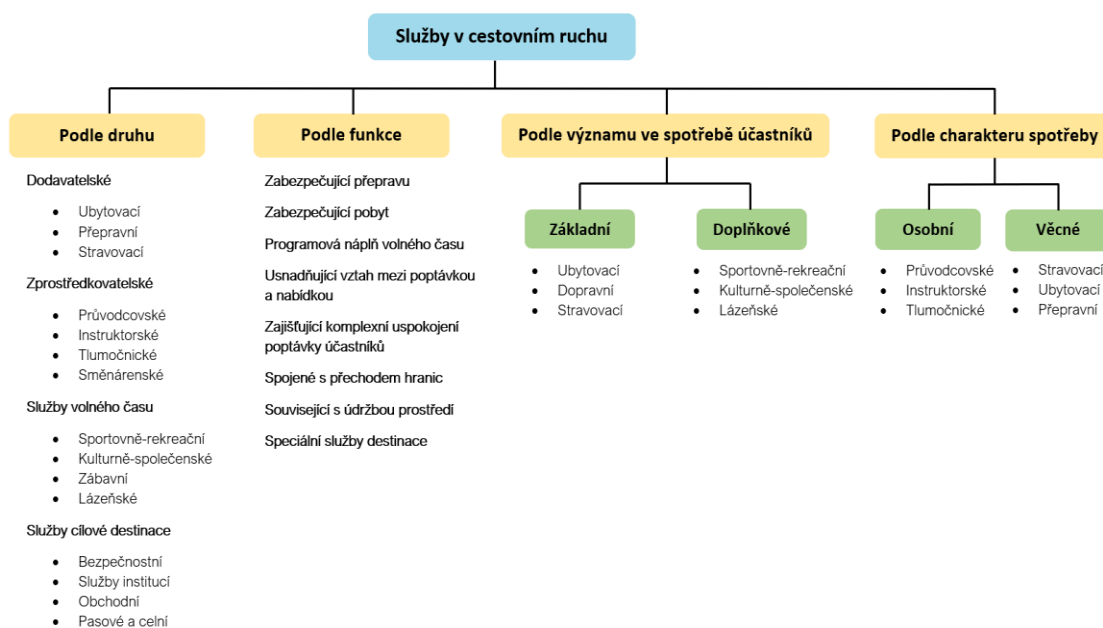 Služby v cestovním ruchu
Podle druhu
Dodavatelské
Ubytovací
Přepravní
Stravovací
Zprostředkovatelské
Průvodcovské
Instruktorské
Tlumočnické
Směnárenské
Služby volného času
Sportovně-rekreační
Kulturně-společenské
Zábavní
Lázeňské
Služby cílové destinace
Bezpečnostní
Služby institucí
Obchodní
Pasové a celní
Podle funkce
Zabezpečující přepravu
Zabezpečující pobyt
Programová náplň volného času
Usnadňující vztah mezi poptávkou
a nabídkou
Zajišťující komplexní uspokojení
poptávky účastníků
Spojené s přechodem hranic
Související s údržbou prostředí
Speciální služby destinace
Podle významu ve spotřebě účastníků
Základní
Ubytovací
Dopravní
Stravovací
Doplňkové
Sportovně-rekreační
Kulturně-společenské
Lázeňské
Podle charakteru spotřeby
Osobní
Průvodcovské
Instruktorské
Tlumočnické
Věcné
Stravovací
Ubytovací
Přepravní